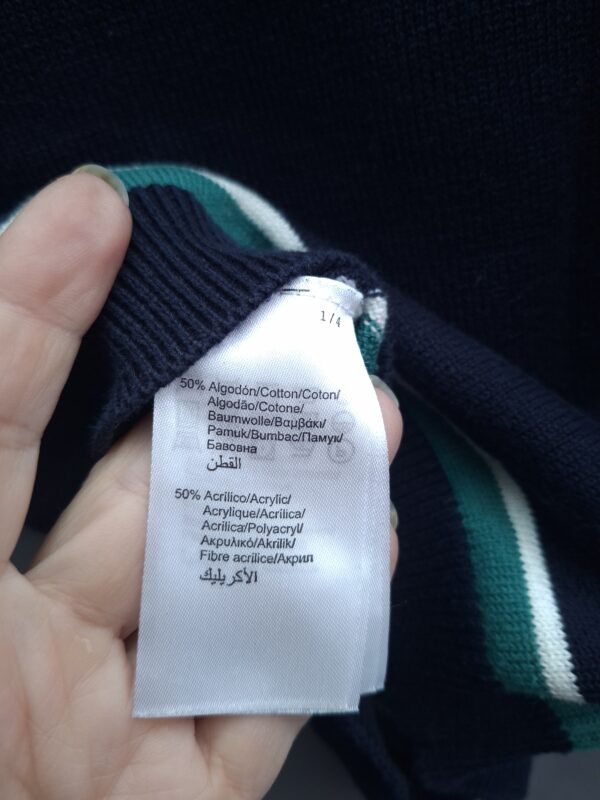 1/4
50% Algodón/Cotton/Coton/
Algodão/Cotone/
Baumwolle/Βαμβάκι/
Pamuk/Bumbac/Памук/
Бавовна
القطن
50% Acrílico/Acrylic/
Acrylique/Acrílica/
Acrilica/Polyacryl/
Ακρυλικό/Akrilik/
Fibre acrilice/Акрил
الأكريليك